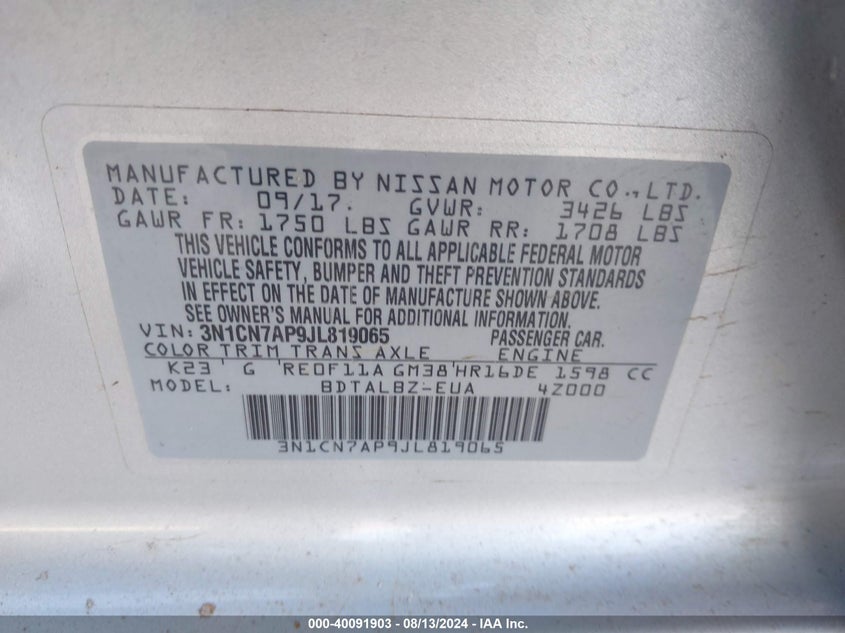 MANUFACTURED BY NISSAN MOTOR CO., LTD.
DATE: 09/17. GVWR: 3426 LBS
GAWR FR: 1750 LBS GAWR RR: 1708 LBS
THIS VEHICLE CONFORMS TO ALL APPLICABLE FEDERAL MOTOR
VEHICLE SAFETY, BUMPER AND THEFT PREVENTION STANDARDS
IN EFFECT ON THE DATE OF MANUFACTURE SHOWN ABOVE.
SEE OWNER'S MANUAL FOR ADDITIONAL INFORMATION.
VIN: 3N1CN7AP9JL819065 PASSENGER CAR.
COLOR TRIM TRANS AXLE ENGINE
K23 G RE0F11A GM38 HR16DE 1598 CC
MODEL: BDTALBZ-EUA 4Z000
3N1CN7AP9JL819065
000-40091903 - 08/13/2024 - IAA Inc.